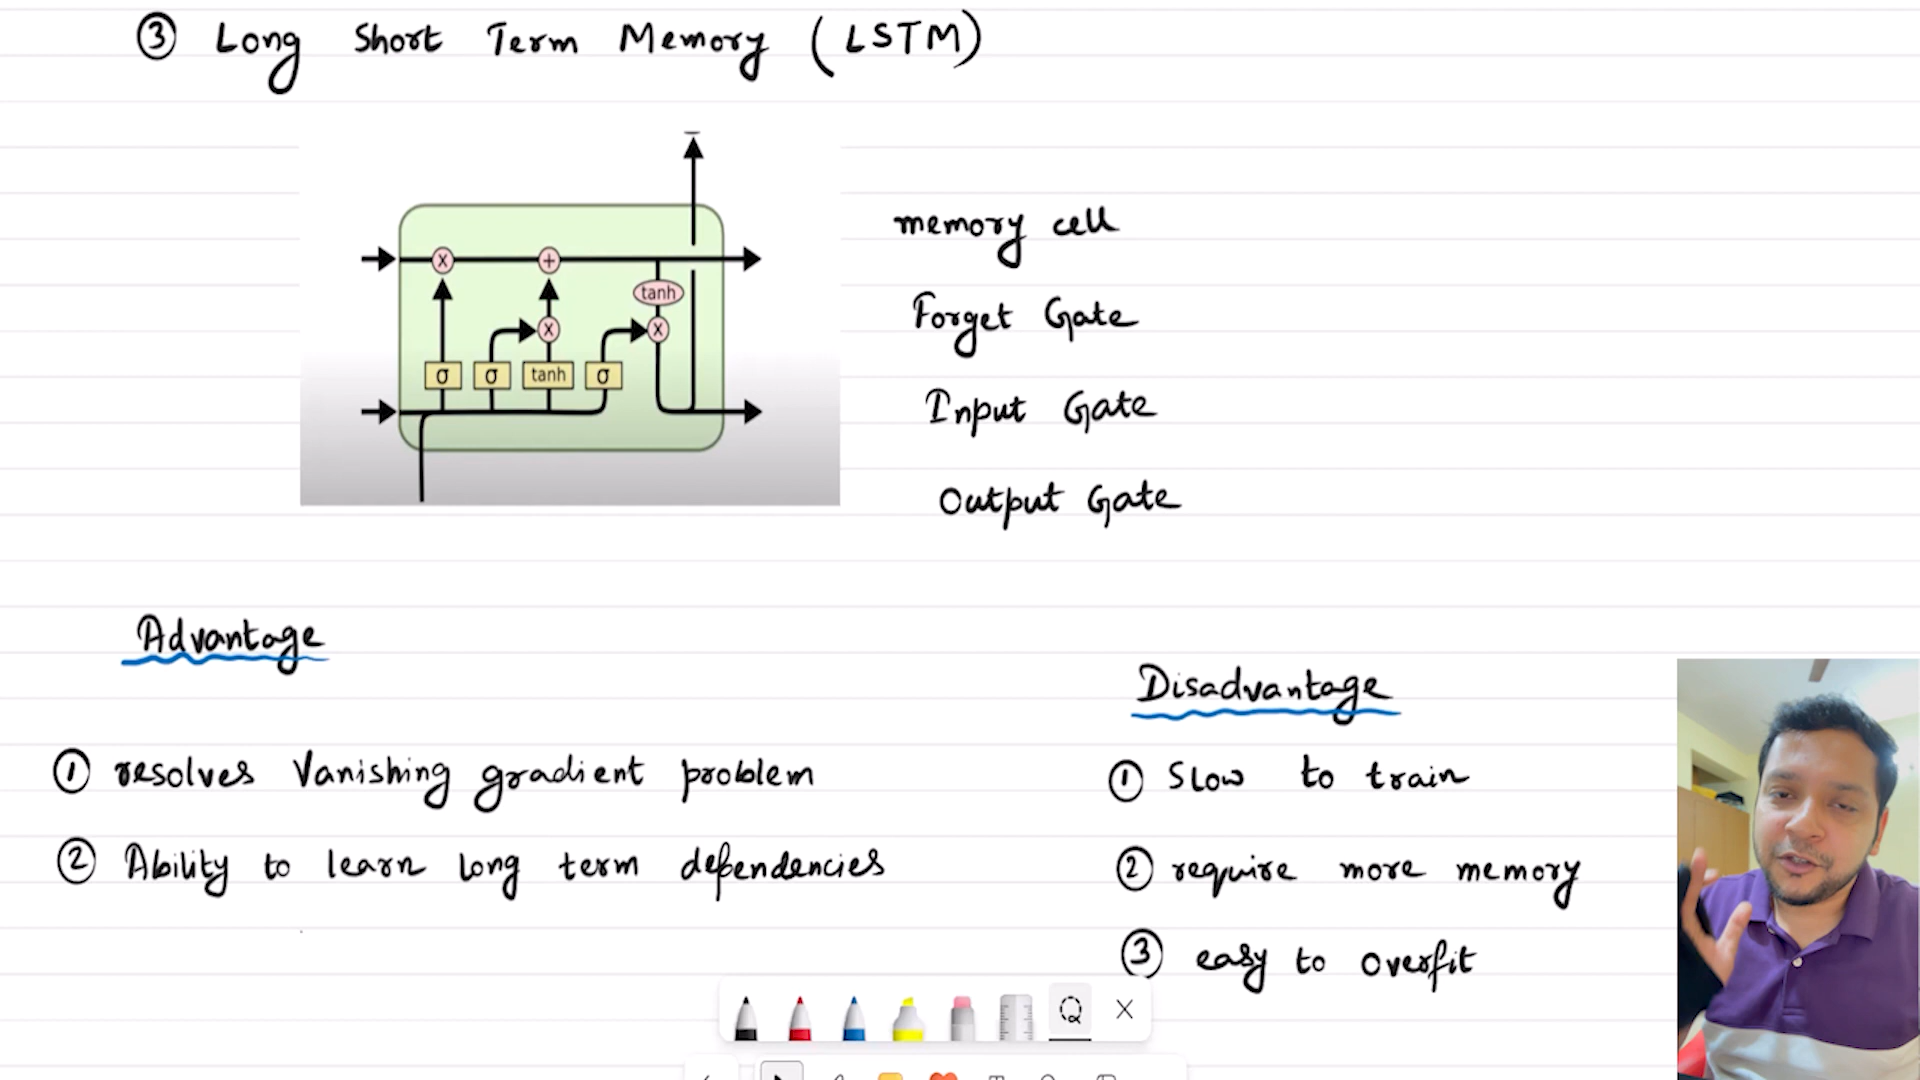 ③ Long Short Term Memory (LSTM)
x
+
tanh
x
x
σ
σ
tanh
σ
memory cell
Forget Gate
Input Gate
Output Gate
Advantage
① resolves Vanishing gradient problem
② Ability to learn long term dependencies
Disadvantage
① Slow to train
② require more memory
③ easy to overfit